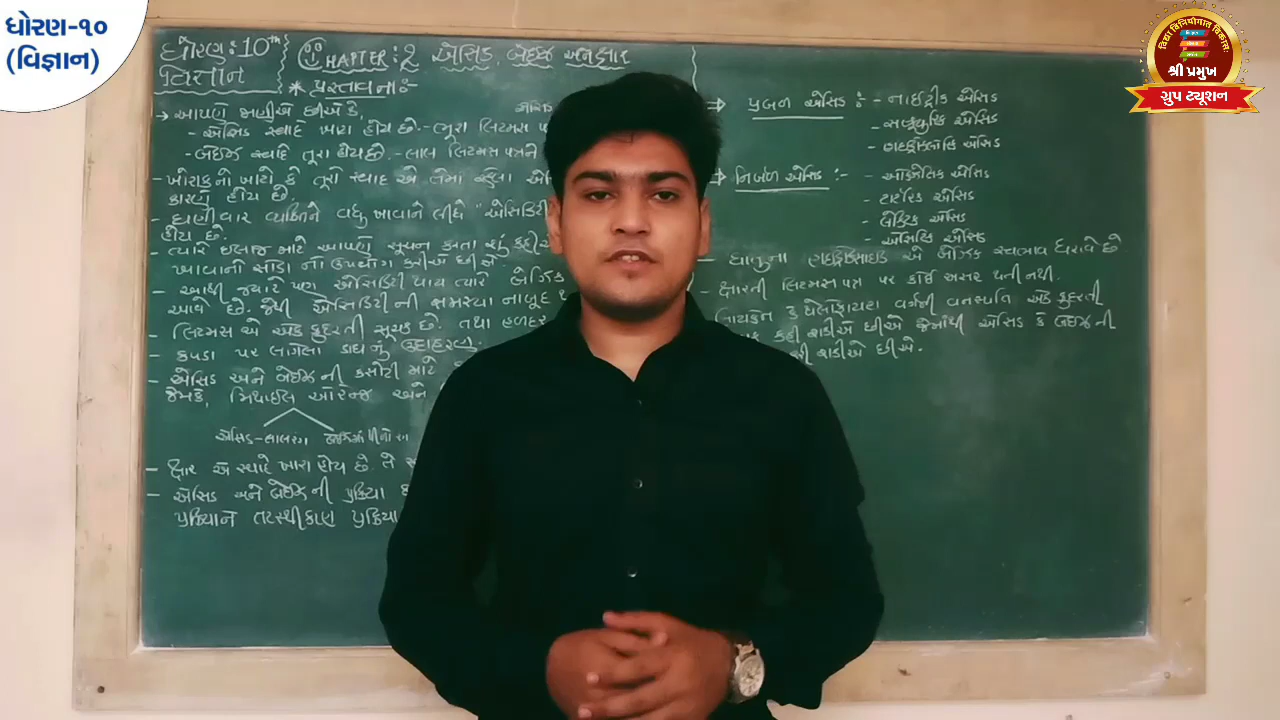 ધોરણ-૧૦
(વિજ્ઞાન)
વિદ્યા વિનિયોગાત વિકાસઃ
શ્રી પ્રમુખ
ગ્રુપ ટ્યુશન
ધોરણ : 10th
વિજ્ઞાન
CHAPTER : 2 એસિડ, બેઇઝ અને ક્ષાર
* પ્રસ્તાવના :-
→ આપણે જાણીએ છીએ કે,
- એસિડ સ્વાદે ખાટા હોય છે. - ભૂરા લિટમસ
- બેઇઝ સ્વાદે તૂરા હોય છે. - લાલ લિટમસ પત્રને
- ખોરાકનો ખાટો કે તૂરો સ્વાદ એ તેમાં રહેલા
કારણે હોય છે.
- ઘણીવાર વ્યક્તિને વધુ ખાવાને લીધે "એસિડિટી
હોય છે.
- ત્યારે ઇલાજ માટે આપણે સૂચન કરતા
ખાવાનો સોડા નો ઉપયોગ કરીએ છીએ.
- આથી જ્યારે પણ એસિડિટી થાય ત્યારે બેઝિક
આવે છે. જેથી એસિડિટી ની સમસ્યા નાબૂદ
- લિટમસ એ એક કુદરતી સૂચક છે. તથા હળદર
- કપડા પર લાગેલા ડાઘનું ઉદાહરણ.
- એસિડ અને બેઇઝ ની કસોટી માટે
જેમકે, મિથાઇલ ઓરેન્જ અને
એસિડ-લાલરંગ
- ક્ષાર એ સ્વાદે ખારા હોય છે. તે
- એસિડ અને બેઇઝ ની પ્રક્રિયા
પ્રક્રિયાને તટસ્થીકરણ પ્રક્રિયા
⇒ પ્રબળ એસિડ :- - નાઇટ્રીક એસિડ
- સલ્ફ્યુરિક એસિડ
- હાઇડ્રોક્લોરિક એસિડ
⇒ નિર્બળ એસિડ :- - ઓક્ઝેલિક એસિડ
- ટાર્ટરિક એસિડ
- લેક્ટિક એસિડ
- એસિટિક એસિડ
- ધાતુના હાઇડ્રોક્સાઇડ એ બેઝિક સ્વભાવ ધરાવે છે
- ક્ષારની લિટમસ પત્ર પર કોઇ અસર થતી નથી.
લાયકેન કે થેલોફાયટા વર્ગની વનસ્પતિ એક કુદરતી
કહી શકીએ છીએ જેમાંથી એસિડ કે બેઇઝ ની
શકીએ છીએ.